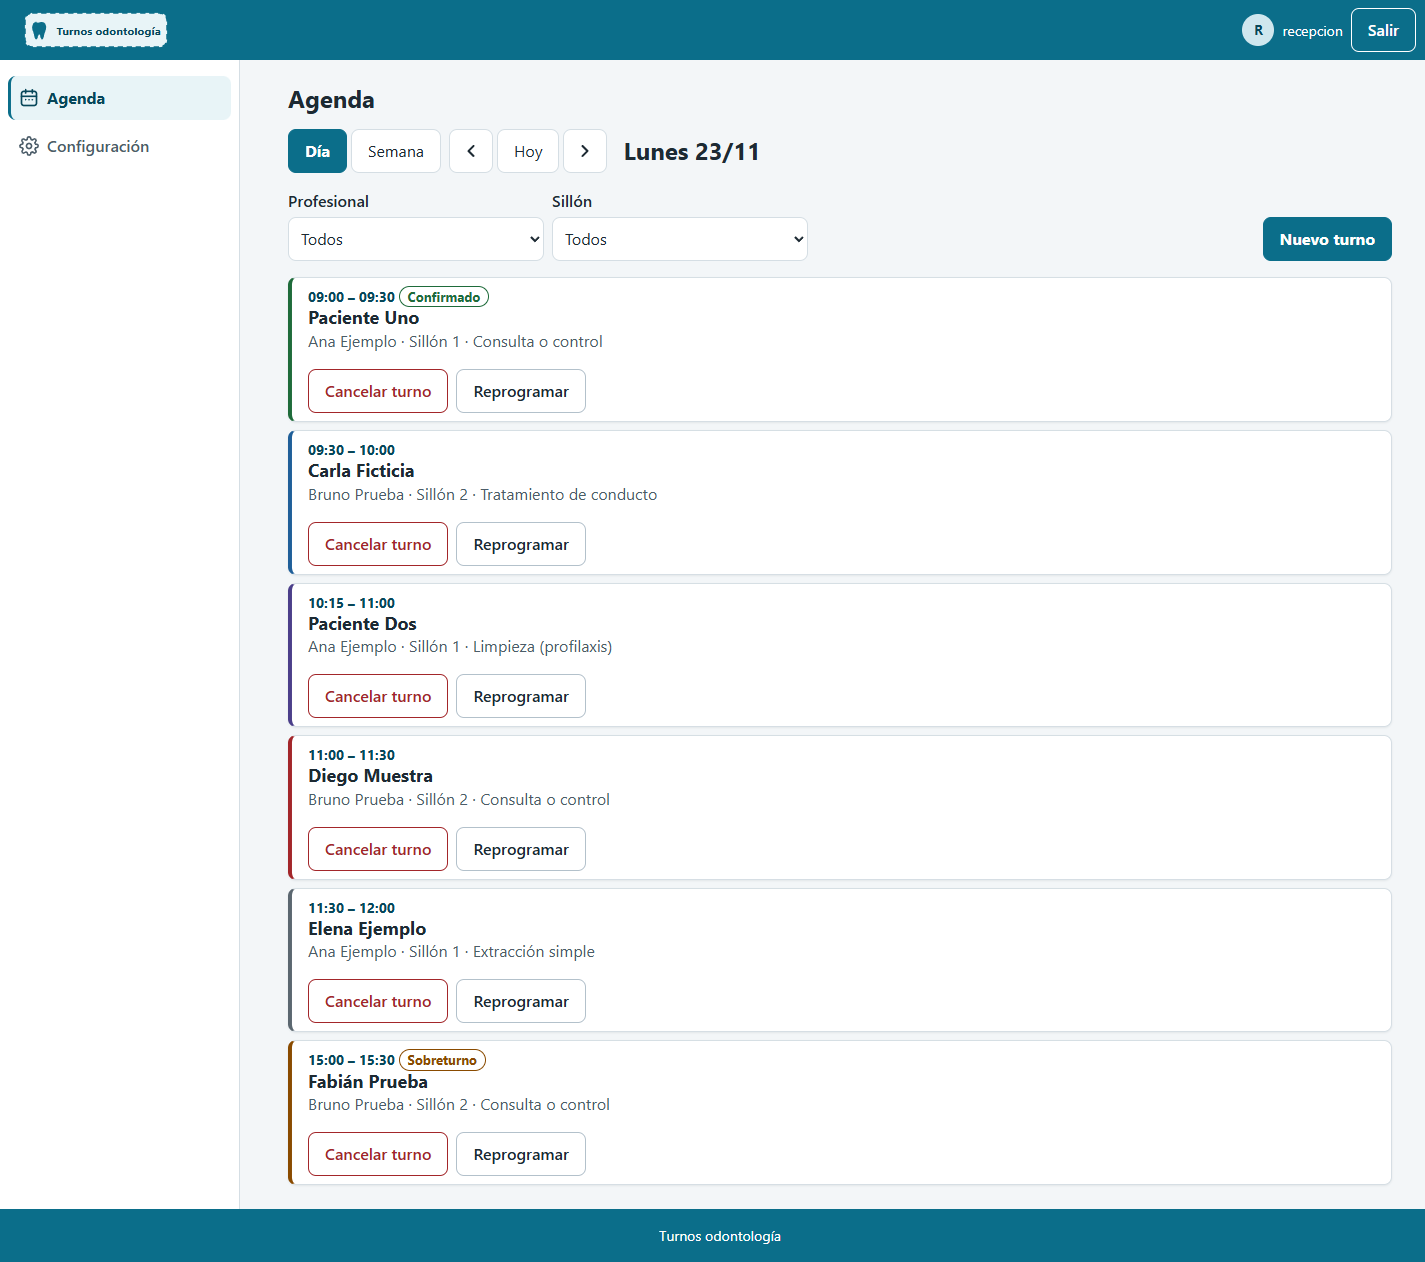 Turnos odontología
R recepcion Salir
Agenda
Configuración
Agenda
Día Semana Hoy Lunes 23/11
Profesional Sillón
Todos Todos Nuevo turno
09:00 – 09:30 Confirmado
Paciente Uno
Ana Ejemplo · Sillón 1 · Consulta o control
Cancelar turno Reprogramar
09:30 – 10:00
Carla Ficticia
Bruno Prueba · Sillón 2 · Tratamiento de conducto
Cancelar turno Reprogramar
10:15 – 11:00
Paciente Dos
Ana Ejemplo · Sillón 1 · Limpieza (profilaxis)
Cancelar turno Reprogramar
11:00 – 11:30
Diego Muestra
Bruno Prueba · Sillón 2 · Consulta o control
Cancelar turno Reprogramar
11:30 – 12:00
Elena Ejemplo
Ana Ejemplo · Sillón 1 · Extracción simple
Cancelar turno Reprogramar
15:00 – 15:30 Sobreturno
Fabián Prueba
Bruno Prueba · Sillón 2 · Consulta o control
Cancelar turno Reprogramar
Turnos odontología